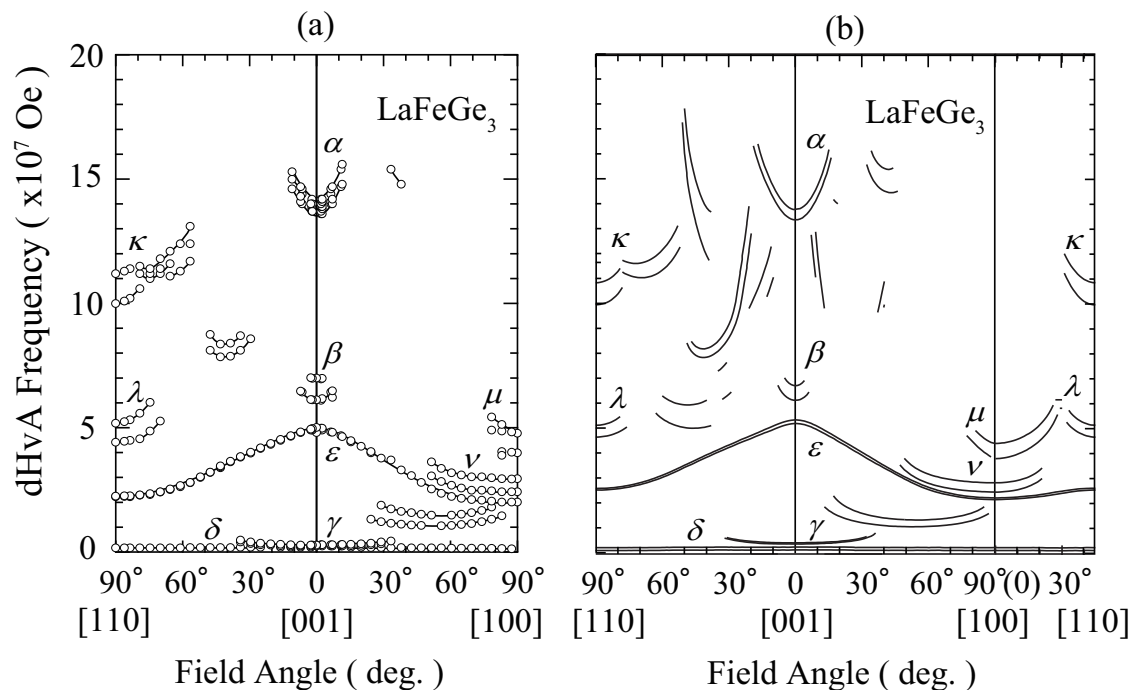 (a)
(b)
dHvA Frequency ( x10⁷ Oe )
20
15
10
5
0
LaFeGe₃
α
κ
β
λ
μ
ε
ν
δ
γ
90° 60° 30° 0 30° 60° 90°
[110] [001] [100]
Field Angle ( deg. )
LaFeGe₃
α
κ
κ
β
λ
λ
μ
ε
ν
δ
γ
90° 60° 30° 0 30° 60° 90° (0) 30°
[110] [001] [100] [110]
Field Angle ( deg. )